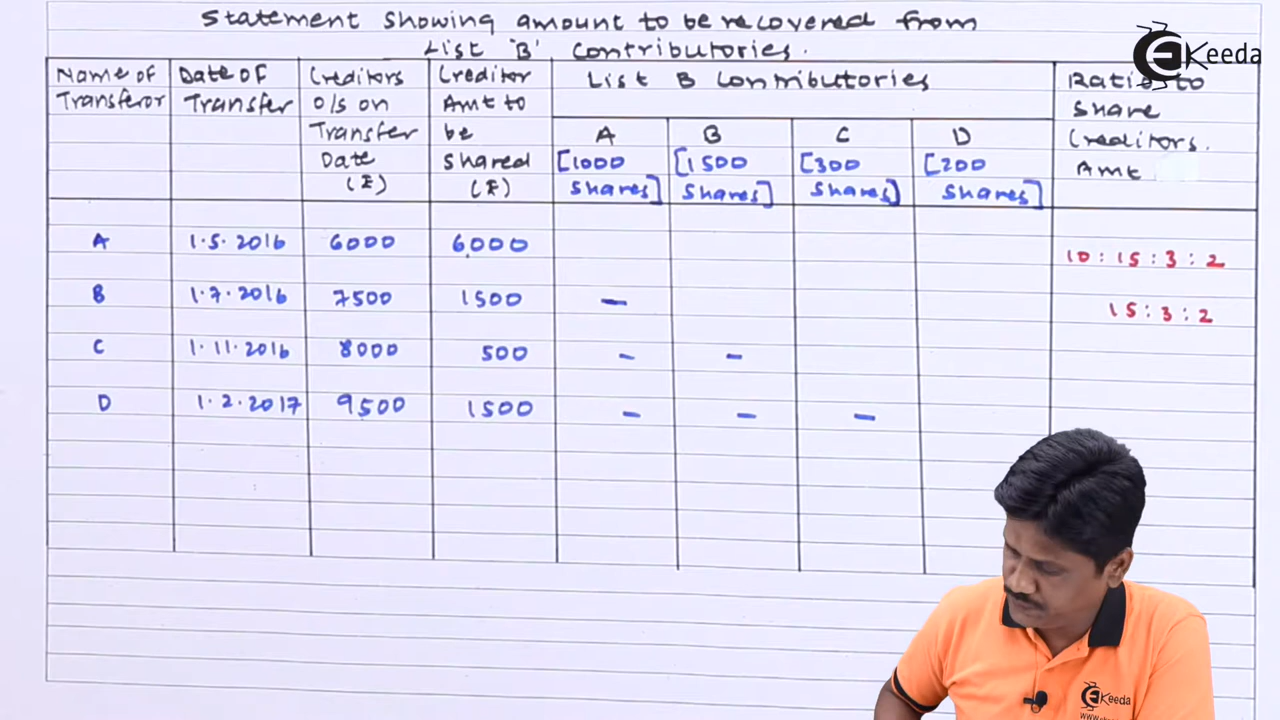 Statement showing amount to be recovered from
List 'B' Contributories.
Name of
Transferor
Date of
Transfer
Creditors
o/s on
Transfer
Date
(₹)
Creditor
Amt to
be
shared
(₹)
List B Contributories
A
[1000
shares]
B
[1500
shares]
C
[300
shares]
D
[200
shares]
Ratio to
share
Creditors.
Amt
A 1.5.2016 6000 6000 10:15:3:2
B 1.7.2016 7500 1500 - 15:3:2
C 1.11.2016 8000 500 - -
D 1.2.2017 9500 1500 - - -
EKeeda
EKeeda